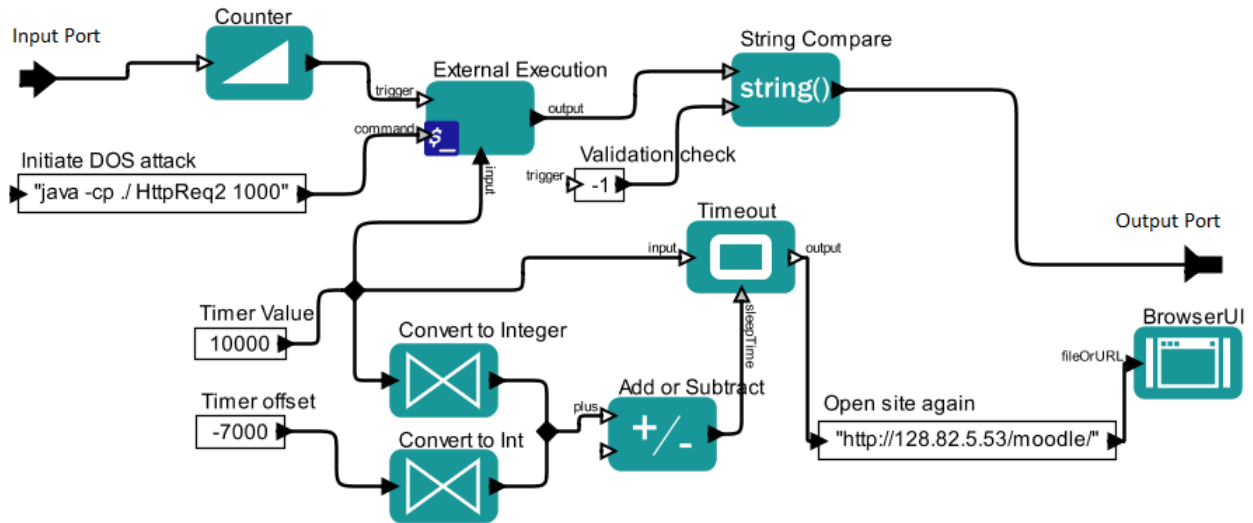 Counter
Input Port
String Compare
External Execution
string()
trigger
output
command
$_
Initiate DOS attack
Validation check
"java -cp ./ HttpReq2 1000"
trigger
-1
input
Timeout
Output Port
input
output
Timer Value
sleepTime
BrowserUI
10000
Convert to Integer
fileOrURL
Timer offset
Add or Subtract
plus
Open site again
-7000
Convert to Int
+/-
"http://128.82.5.53/moodle/"